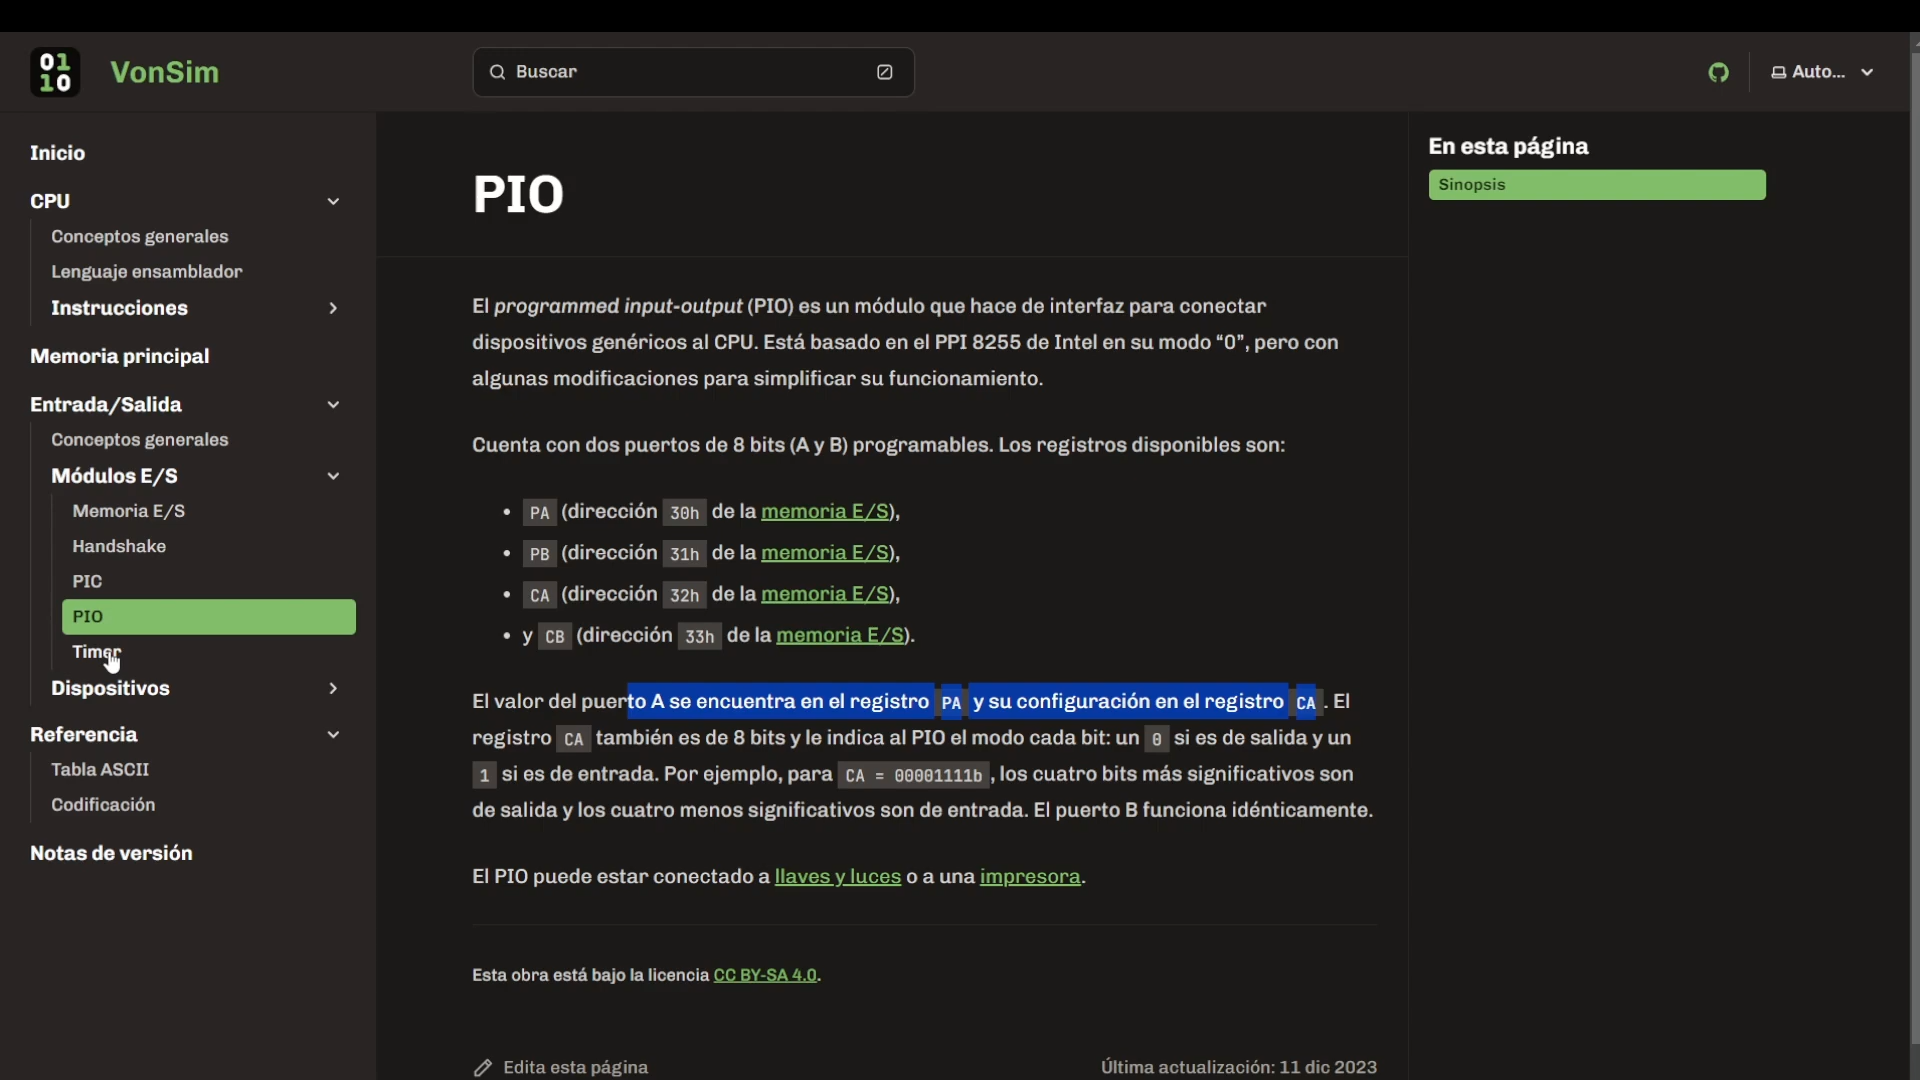 01
10
VonSim
Buscar
Auto...
Inicio
CPU
Conceptos generales
Lenguaje ensamblador
Instrucciones
Memoria principal
Entrada/Salida
Conceptos generales
Módulos E/S
Memoria E/S
Handshake
PIC
PIO
Timer
Dispositivos
Referencia
Tabla ASCII
Codificación
Notas de versión
PIO
El programmed input-output (PIO) es un módulo que hace de interfaz para conectar
dispositivos genéricos al CPU. Está basado en el PPI 8255 de Intel en su modo “0”, pero con
algunas modificaciones para simplificar su funcionamiento.
Cuenta con dos puertos de 8 bits (A y B) programables. Los registros disponibles son:
• PA (dirección 30h de la memoria E/S),
• PB (dirección 31h de la memoria E/S),
• CA (dirección 32h de la memoria E/S),
• y CB (dirección 33h de la memoria E/S).
El valor del puerto A se encuentra en el registro PA y su configuración en el registro CA. El
registro CA también es de 8 bits y le indica al PIO el modo cada bit: un 0 si es de salida y un
1 si es de entrada. Por ejemplo, para CA = 00001111b, los cuatro bits más significativos son
de salida y los cuatro menos significativos son de entrada. El puerto B funciona idénticamente.
El PIO puede estar conectado a llaves y luces o a una impresora.
Esta obra está bajo la licencia CC BY-SA 4.0.
Edita esta página
Última actualización: 11 dic 2023
En esta página
Sinopsis